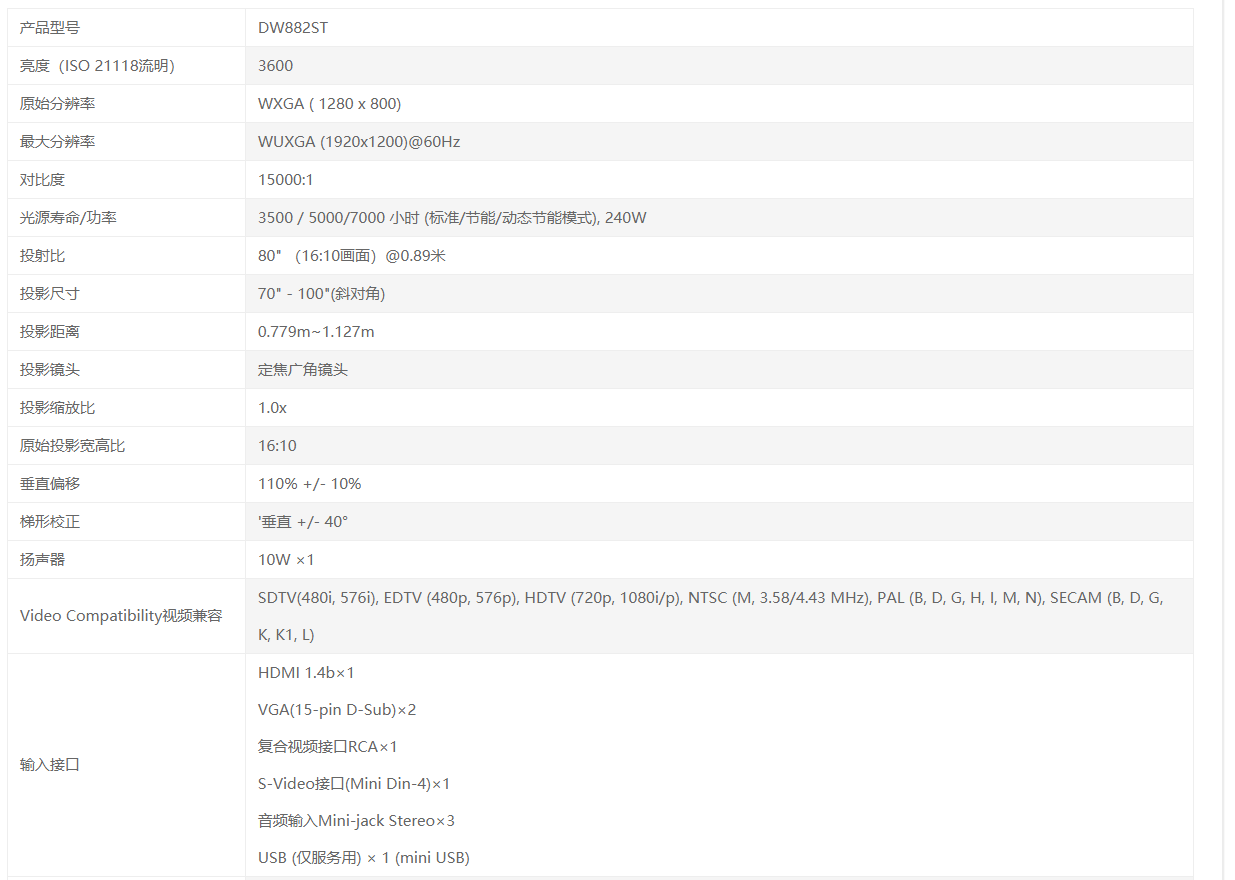 产品型号 DW882ST
亮度（ISO 21118流明） 3600
原始分辨率 WXGA ( 1280 x 800)
最大分辨率 WUXGA (1920x1200)@60Hz
对比度 15000:1
光源寿命/功率 3500 / 5000/7000 小时 (标准/节能/动态节能模式), 240W
投射比 80" （16:10画面）@0.89米
投影尺寸 70" - 100"(斜对角)
投影距离 0.779m~1.127m
投影镜头 定焦广角镜头
投影缩放比 1.0x
原始投影宽高比 16:10
垂直偏移 110% +/- 10%
梯形校正 '垂直 +/- 40°
扬声器 10W ×1
Video Compatibility视频兼容 SDTV(480i, 576i), EDTV (480p, 576p), HDTV (720p, 1080i/p), NTSC (M, 3.58/4.43 MHz), PAL (B, D, G, H, I, M, N), SECAM (B, D, G,
K, K1, L)
输入接口
HDMI 1.4b×1
VGA(15-pin D-Sub)×2
复合视频接口RCA×1
S-Video接口(Mini Din-4)×1
音频输入Mini-jack Stereo×3
USB (仅服务用) × 1 (mini USB)